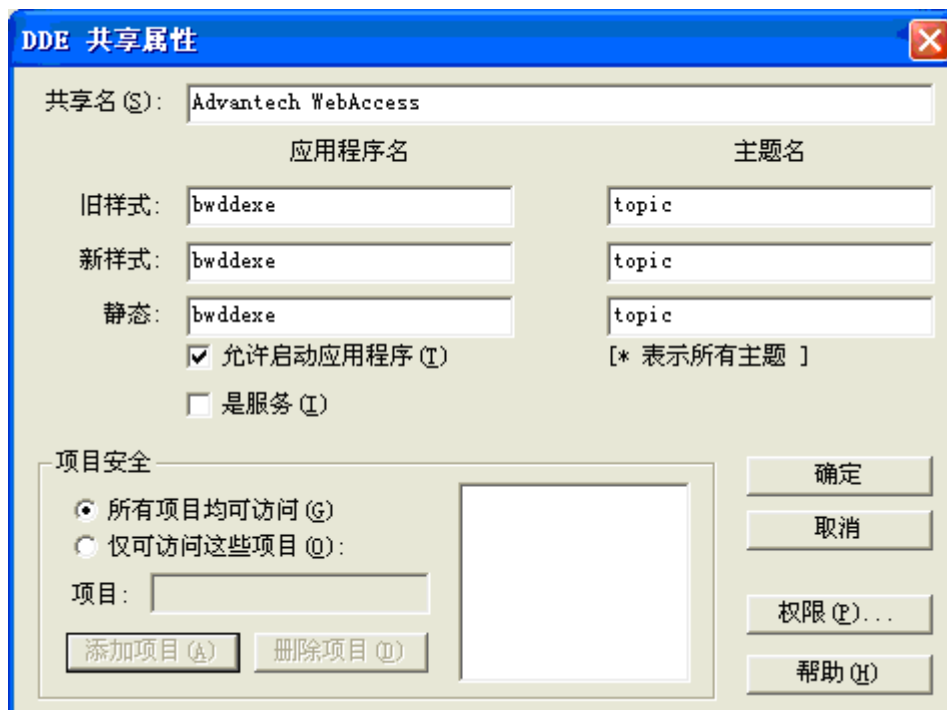 DDE 共享属性
共享名(S): Advantech WebAccess
应用程序名 主题名
旧样式: bwddexe topic
新样式: bwddexe topic
静态: bwddexe topic
允许启动应用程序(T) [* 表示所有主题 ]
是服务(I)
项目安全
所有项目均可访问(G)
仅可访问这些项目(O):
项目:
添加项目(A) 删除项目(D)
确定
取消
权限(P)...
帮助(H)